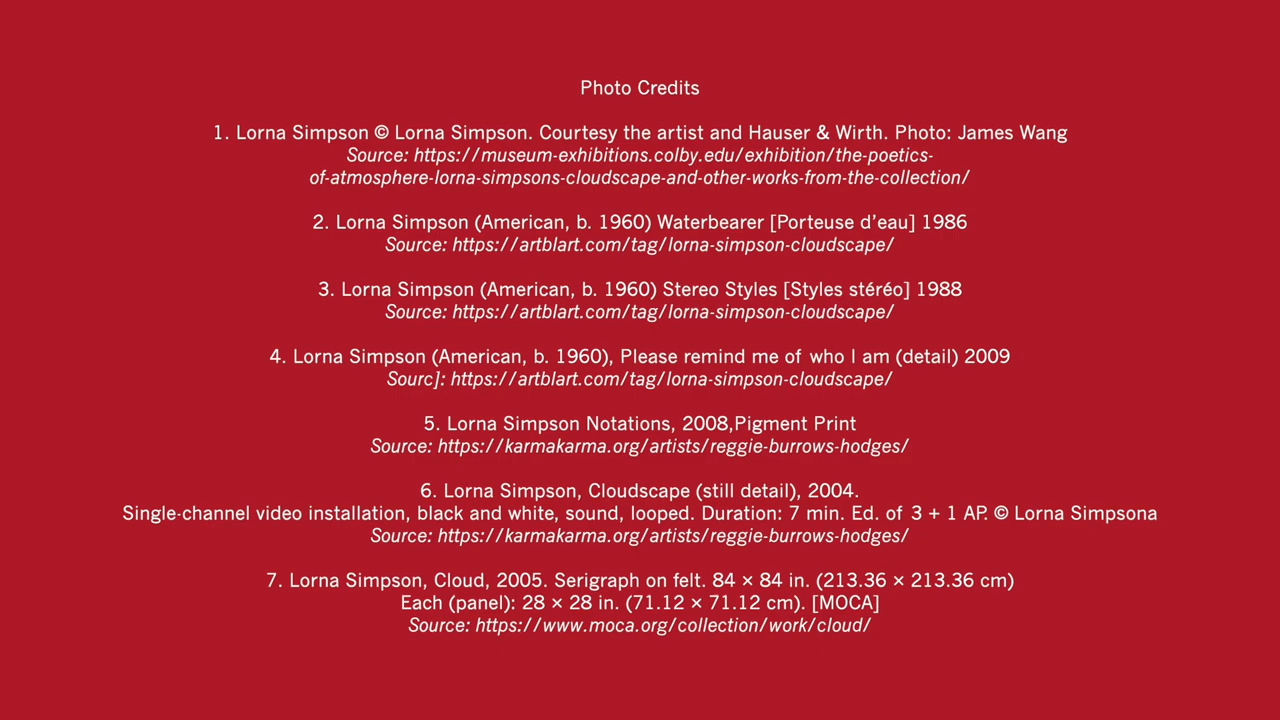 Photo Credits
1. Lorna Simpson © Lorna Simpson. Courtesy the artist and Hauser & Wirth. Photo: James Wang
Source: https://museum-exhibitions.colby.edu/exhibition/the-poetics-
of-atmosphere-lorna-simpsons-cloudscape-and-other-works-from-the-collection/
2. Lorna Simpson (American, b. 1960) Waterbearer [Porteuse d’eau] 1986
Source: https://artblart.com/tag/lorna-simpson-cloudscape/
3. Lorna Simpson (American, b. 1960) Stereo Styles [Styles stéréo] 1988
Source: https://artblart.com/tag/lorna-simpson-cloudscape/
4. Lorna Simpson (American, b. 1960), Please remind me of who I am (detail) 2009
Sourc]: https://artblart.com/tag/lorna-simpson-cloudscape/
5. Lorna Simpson Notations, 2008,Pigment Print
Source: https://karmakarma.org/artists/reggie-burrows-hodges/
6. Lorna Simpson, Cloudscape (still detail), 2004.
Single-channel video installation, black and white, sound, looped. Duration: 7 min. Ed. of 3 + 1 AP. © Lorna Simpsona
Source: https://karmakarma.org/artists/reggie-burrows-hodges/
7. Lorna Simpson, Cloud, 2005. Serigraph on felt. 84 × 84 in. (213.36 × 213.36 cm)
Each (panel): 28 × 28 in. (71.12 × 71.12 cm). [MOCA]
Source: https://www.moca.org/collection/work/cloud/